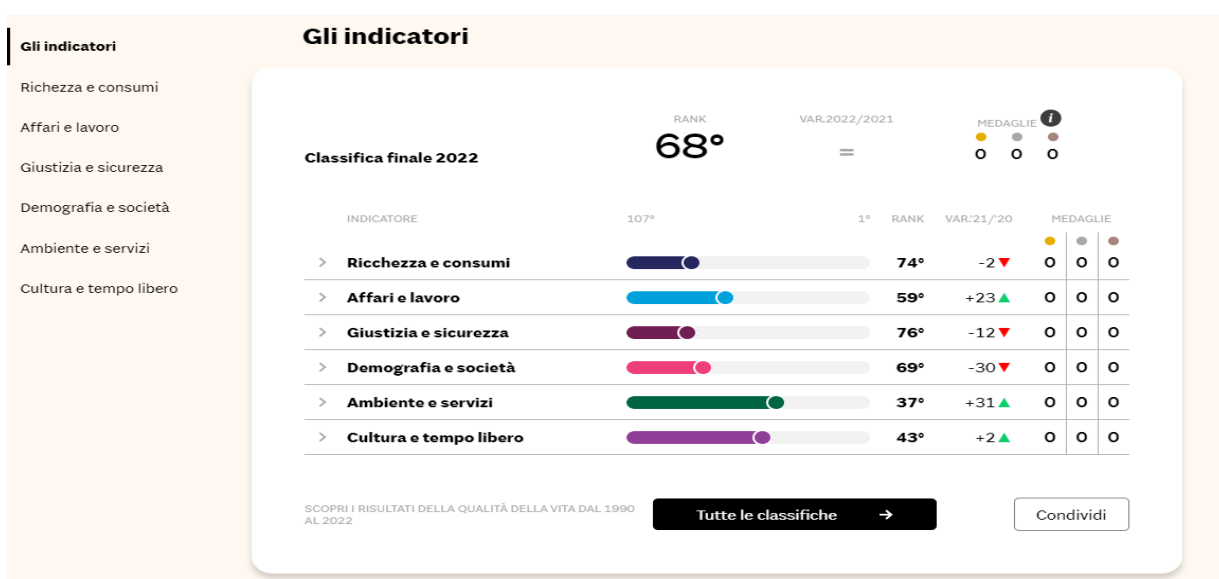 Gli indicatori
Richezza e consumi
Affari e lavoro
Giustizia e sicurezza
Demografia e società
Ambiente e servizi
Cultura e tempo libero
Gli indicatori
RANK VAR.2022/2021 MEDAGLIE i
Classifica finale 2022 68° = 0 0 0
INDICATORE 107° 1° RANK VAR.'21/'20 MEDAGLIE
> Ricchezza e consumi 74° -2▼ 0 0 0
> Affari e lavoro 59° +23▲ 0 0 0
> Giustizia e sicurezza 76° -12▼ 0 0 0
> Demografia e società 69° -30▼ 0 0 0
> Ambiente e servizi 37° +31▲ 0 0 0
> Cultura e tempo libero 43° +2▲ 0 0 0
SCOPRI I RISULTATI DELLA QUALITÀ DELLA VITA DAL 1990
AL 2022
Tutte le classifiche →
Condividi